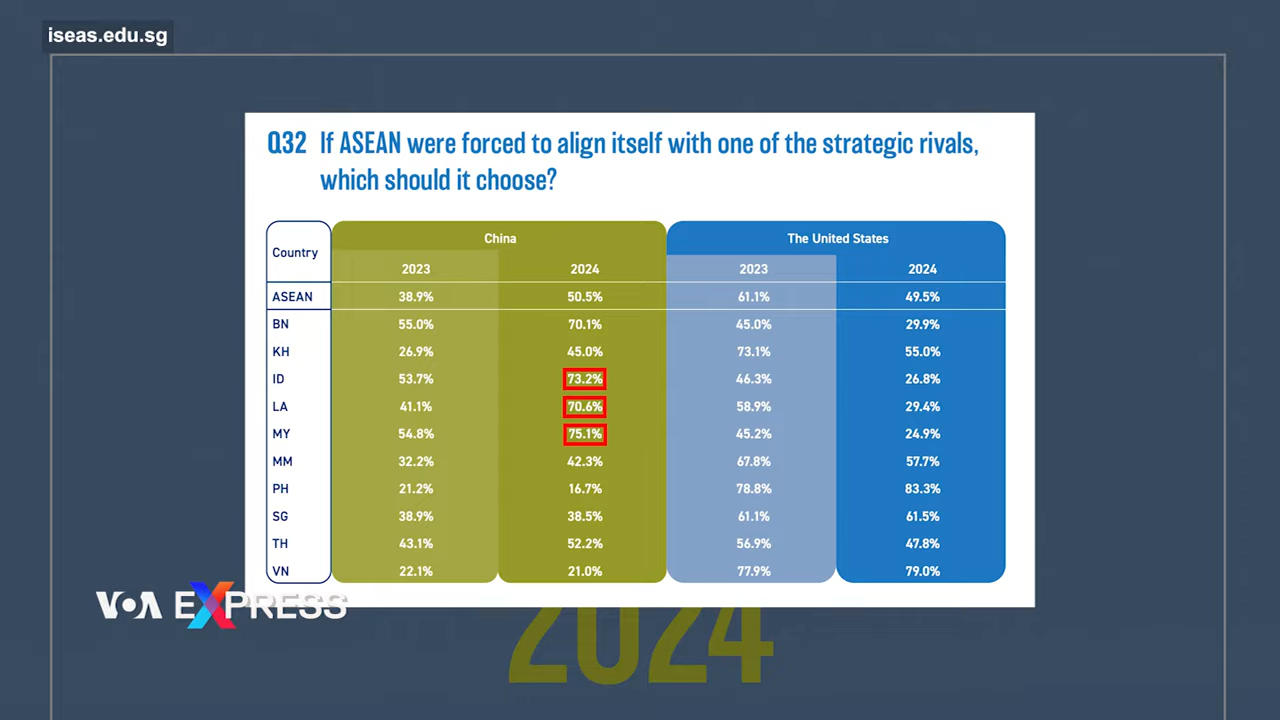 iseas.edu.sg
Q32 If ASEAN were forced to align itself with one of the strategic rivals,
which should it choose?
Country China The United States
2023 2024 2023 2024
ASEAN 38.9% 50.5% 61.1% 49.5%
BN 55.0% 70.1% 45.0% 29.9%
KH 26.9% 45.0% 73.1% 55.0%
ID 53.7% 73.2% 46.3% 26.8%
LA 41.1% 70.6% 58.9% 29.4%
MY 54.8% 75.1% 45.2% 24.9%
MM 32.2% 42.3% 67.8% 57.7%
PH 21.2% 16.7% 78.8% 83.3%
SG 38.9% 38.5% 61.1% 61.5%
TH 43.1% 52.2% 56.9% 47.8%
VN 22.1% 21.0% 77.9% 79.0%
VOA EXPRESS
2024